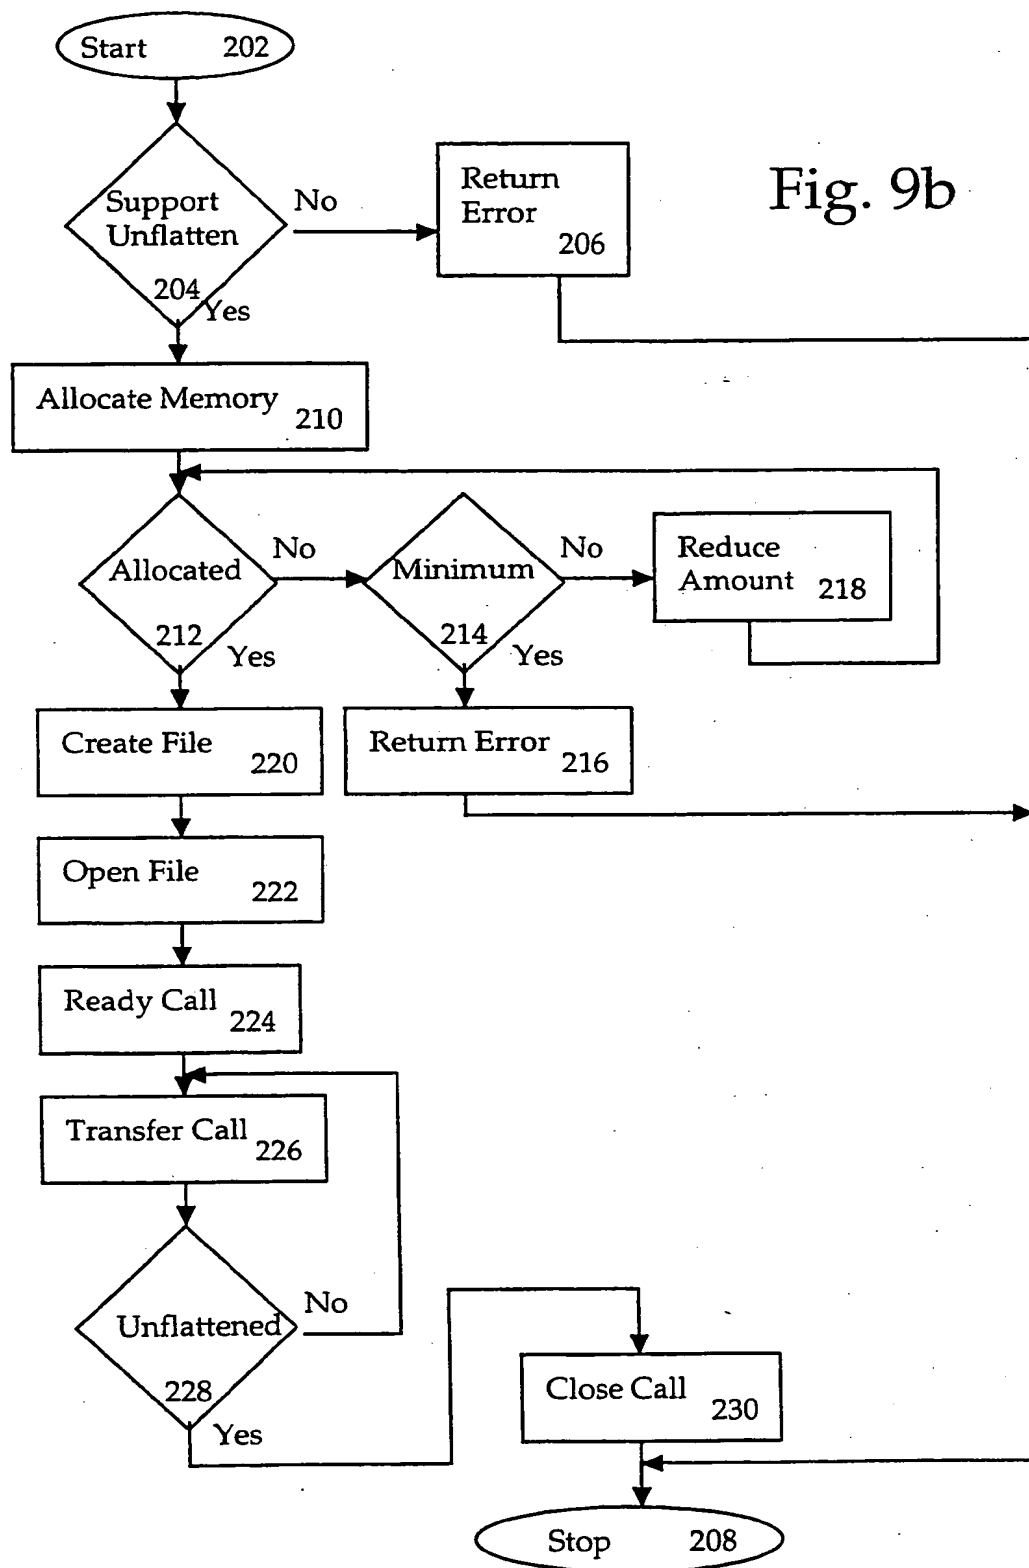 Start 202
Fig. 9b
Support
Unflatten
204
No
Yes
Return
Error
206
Allocate Memory
210
Allocated
212
No
Yes
Minimum
214
No
Yes
Reduce
Amount 218
Create File
220
Return Error
216
Open File
222
Ready Call
224
Transfer Call
226
Unflattened
228
No
Yes
Close Call
230
Stop 208